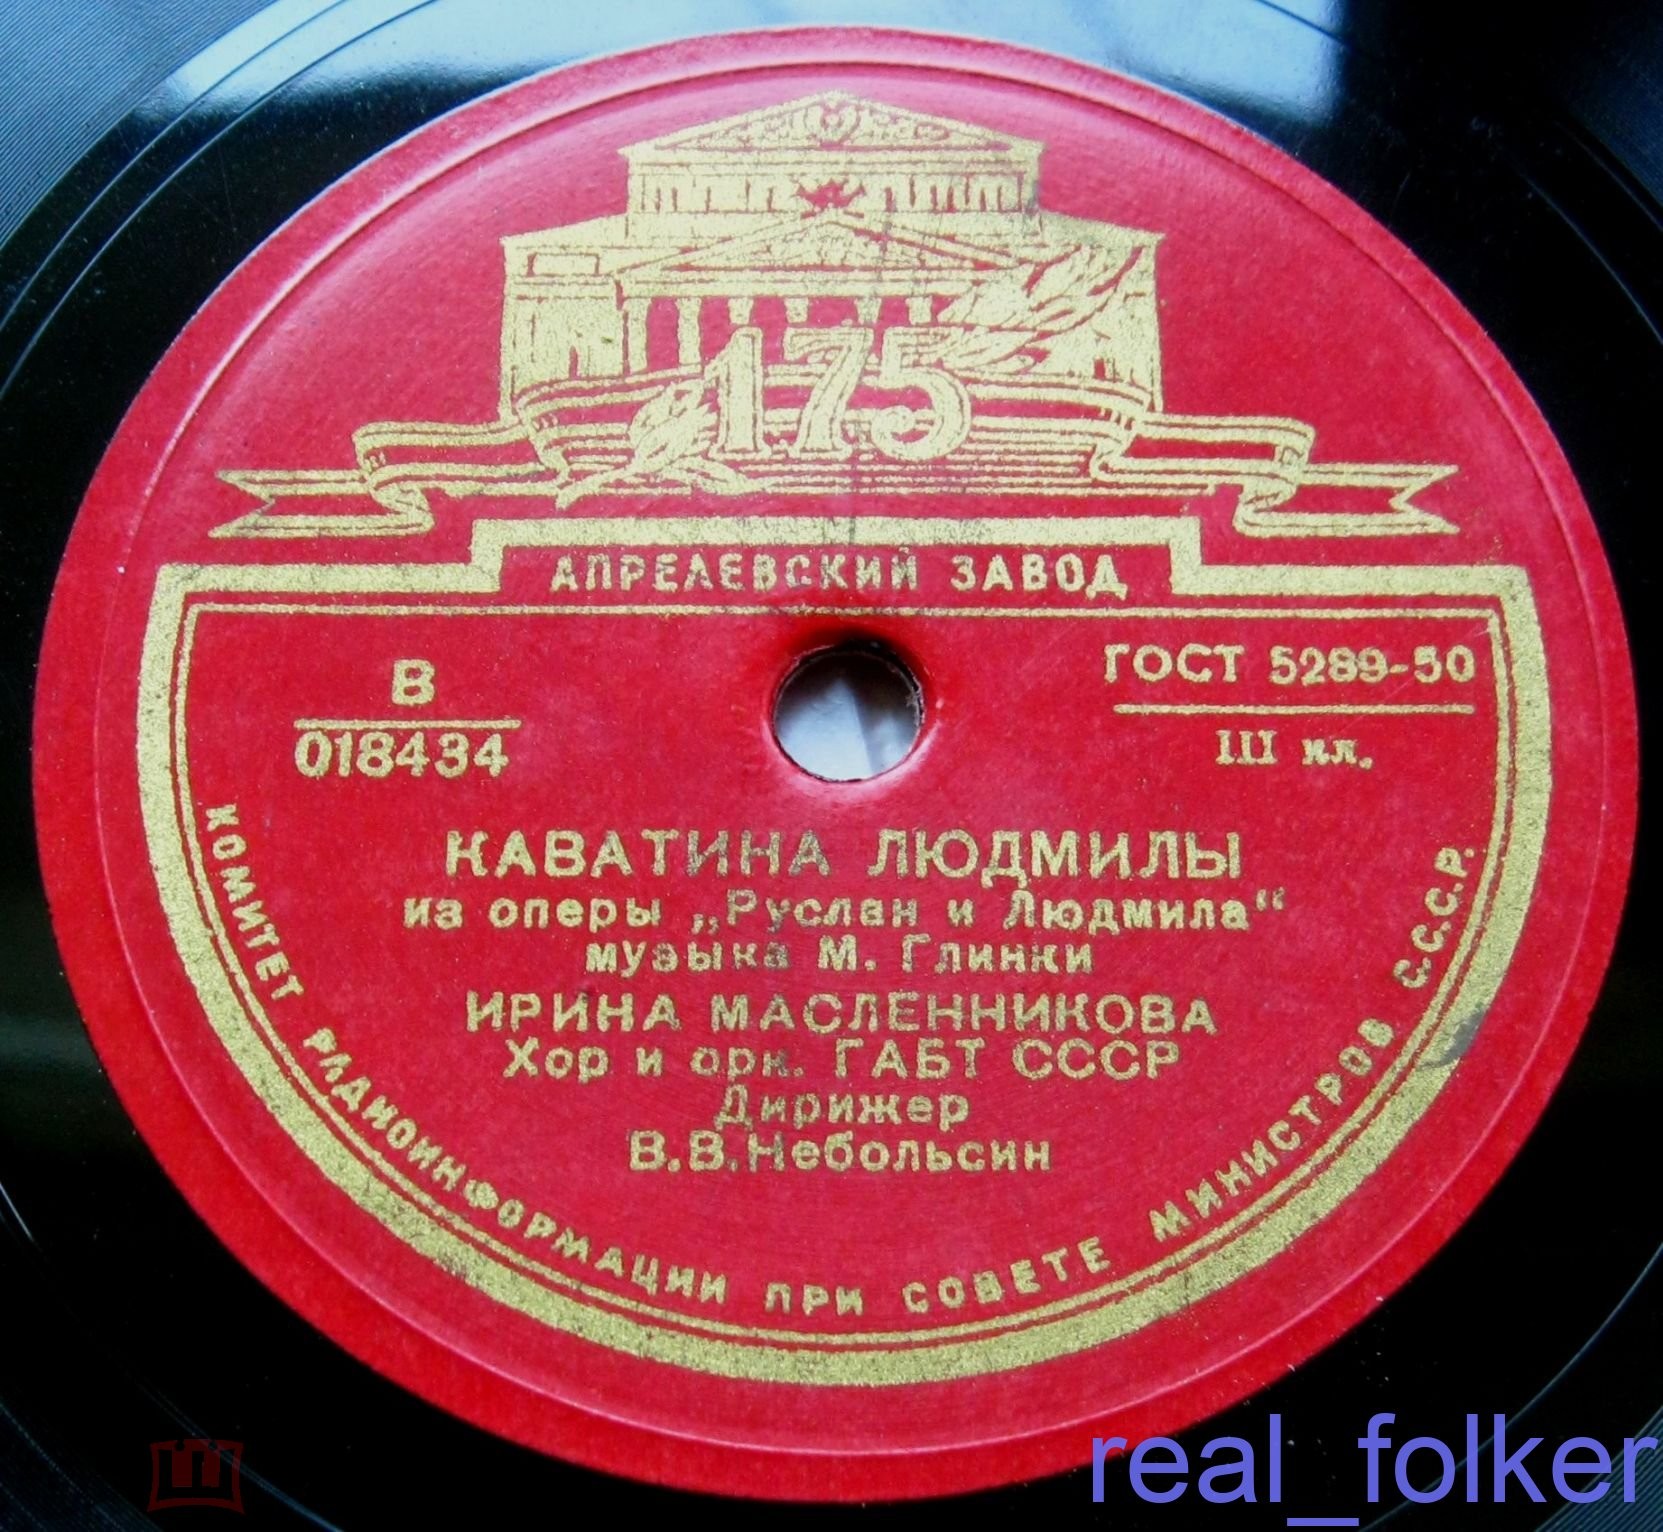 175
АПРЕЛЕВСКИЙ ЗАВОД
В
018434
ГОСТ 5289-50
III кл.
КАВАТИНА ЛЮДМИЛЫ
из оперы „Руслан и Людмила“
музыка М. Глинки
ИРИНА МАСЛЕННИКОВА
Хор и орк. ГАБТ СССР
Дирижер
В.В.Небольсин
КОМИТЕТ РАДИОИНФОРМАЦИИ ПРИ СОВЕТЕ МИНИСТРОВ С.С.С.Р.
real_folker